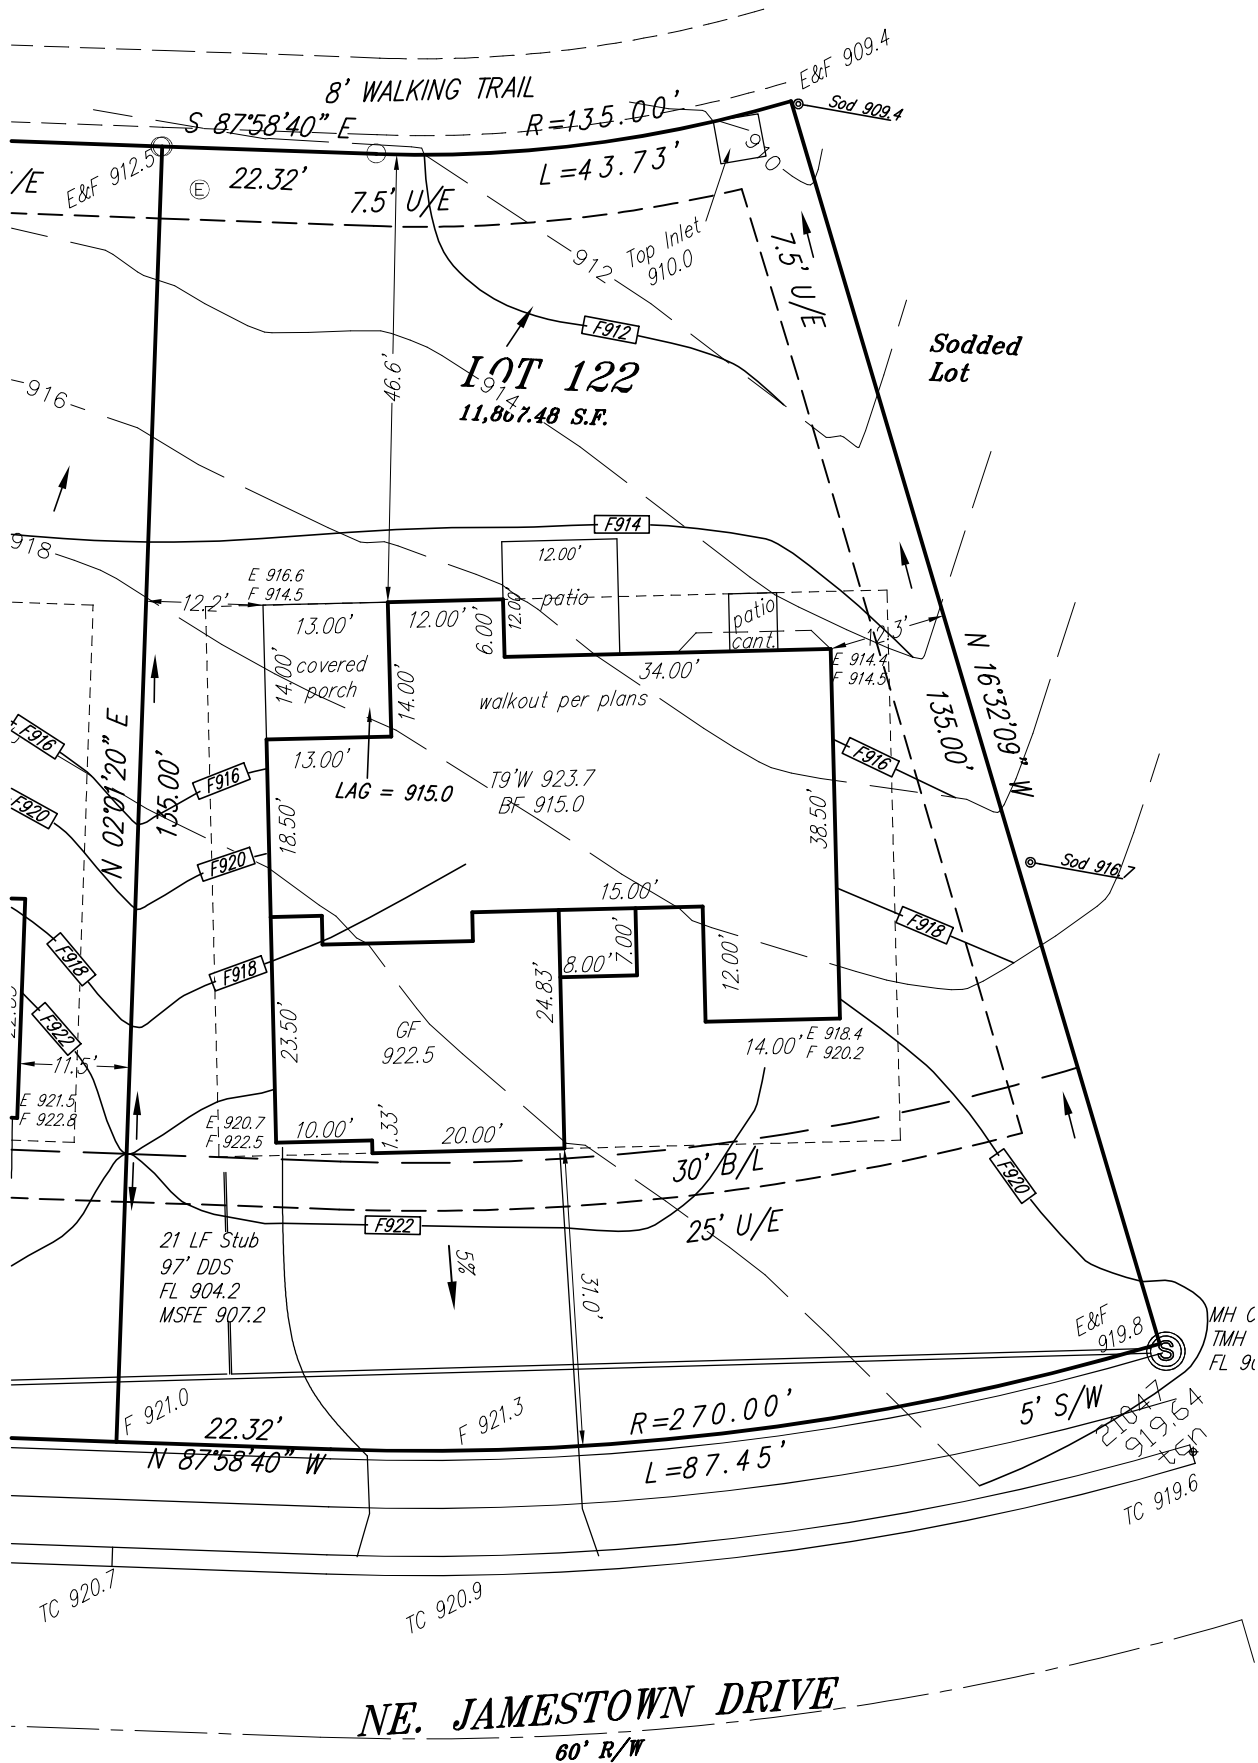 E&F 909.4
8' WALKING TRAIL
Sod 909.4
S 87°58'40" E
R=135.00'
910
/E
E&F 912.5
E
22.32'
L=43.73'
7.5' U/E
Top Inlet
910.0
912
7.5' U/E
F912
Sodded
Lot
46.6'
LOT 122
914
11,867.48 S.F.
916
F914
918
12.00'
E 916.6
F 914.5
12.2'
13.00'
12.00'
6.00'
12.00'
patio
patio
cant.
12.3'
covered
porch
14.00'
14.00'
34.00'
E 914.4
F 914.5
walkout per plans
N 16°32'09" W
135.00'
N 02°01'20" E
135.00'
F916
F916
13.00'
LAG = 915.0
T9'W 923.7
BF 915.0
F916
F920
18.50'
38.50'
F920
Sod 916.7
15.00'
F918
F918
F918
8.00'
7.00'
12.00'
24.83'
F922
23.50'
GF
922.5
14.00'
E 918.4
F 920.2
11.5'
E 921.5
F 922.8
E 920.7
F 922.5
10.00'
1.33'
20.00'
30' B/L
F920
F922
25' U/E
21 LF Stub
97' DDS
FL 904.2
MSFE 907.2
5%
31.0'
E&F
919.8
S
MH
TMH
FL
F 921.0
22.32'
F 921.3
R=270.00'
5' S/W
21047
919.64
N 87°58'40" W
L=87.45'
TC 919.6
TC 920.7
TC 920.9
NE. JAMESTOWN DRIVE
60' R/W